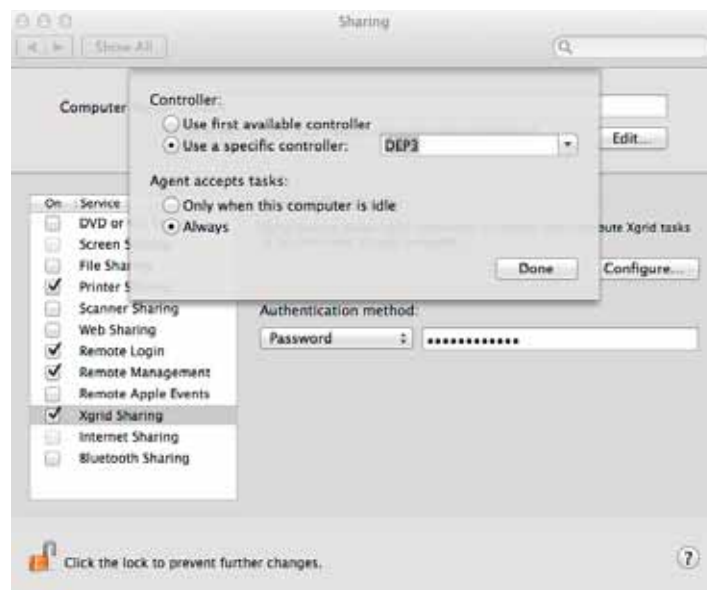 Sharing
Show All
Computer
Controller:
Use first available controller
Use a specific controller: DEP3
Edit...
Agent accepts tasks:
Only when this computer is idle
Always
On Service
DVD or
Screen S
File Shar
Printer S
Scanner Sharing
Web Sharing
Remote Login
Remote Management
Remote Apple Events
Xgrid Sharing
Internet Sharing
Bluetooth Sharing
Xgrid tasks
Done
Configure...
Authentication method:
Password
Click the lock to prevent further changes.
?